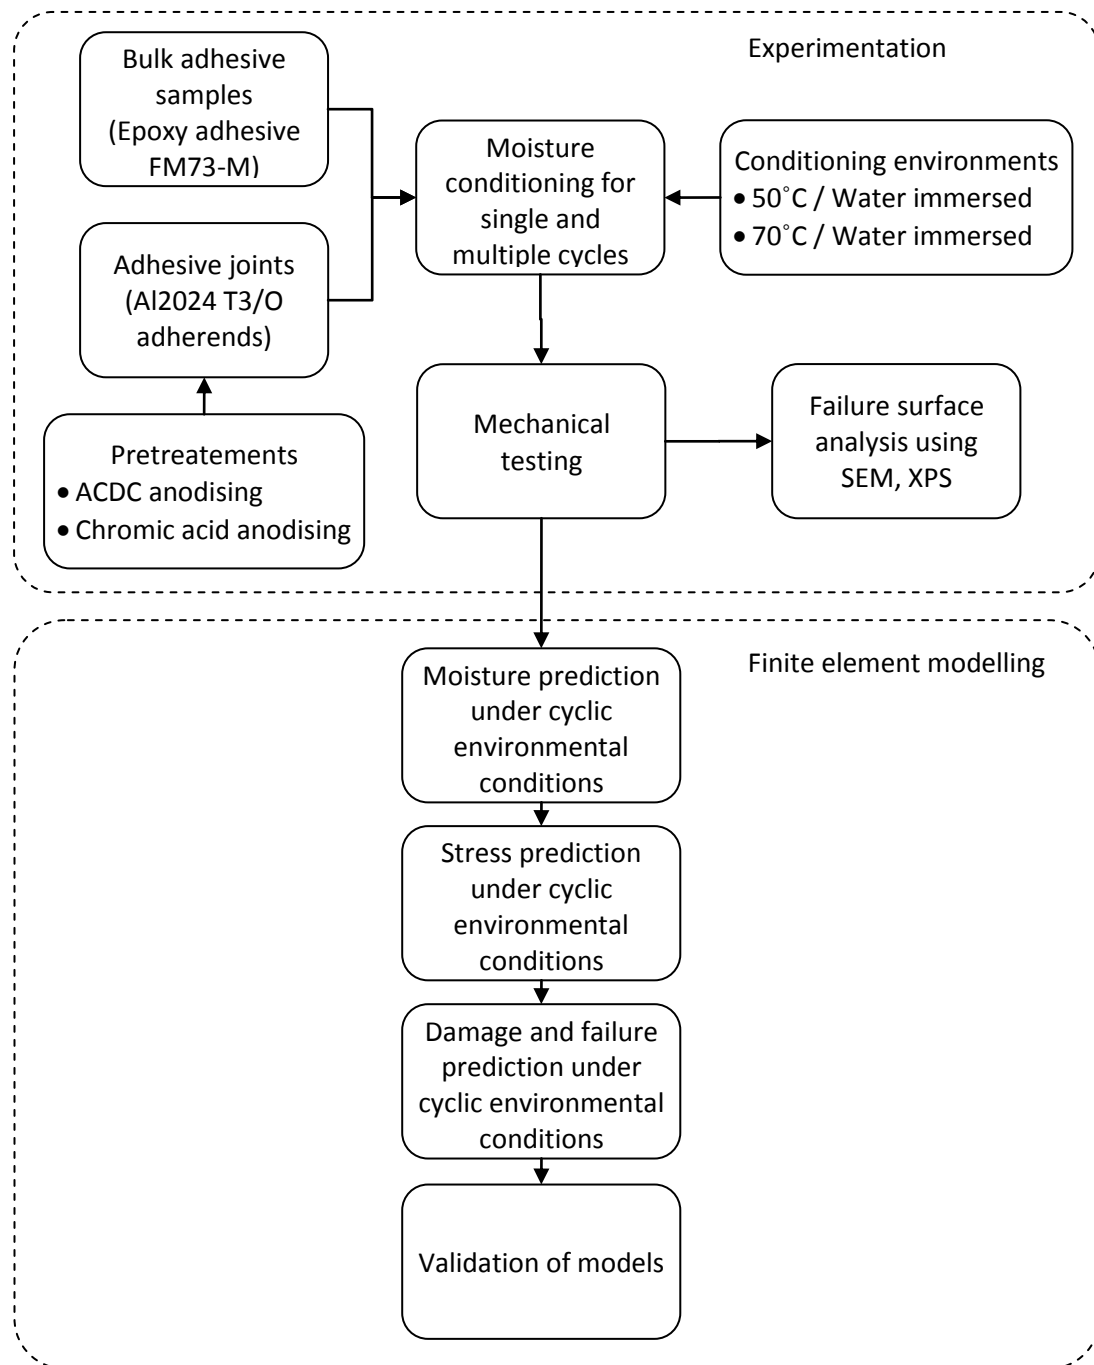 Experimentation
Bulk adhesive
samples
(Epoxy adhesive
FM73-M)
Moisture
conditioning for
single and
multiple cycles
Conditioning environments
• 50˚C / Water immersed
• 70˚C / Water immersed
Adhesive joints
(Al2024 T3/O
adherends)
Pretreatements
• ACDC anodising
• Chromic acid anodising
Mechanical
testing
Failure surface
analysis using
SEM, XPS
Finite element modelling
Moisture prediction
under cyclic
environmental
conditions
Stress prediction
under cyclic
environmental
conditions
Damage and failure
prediction under
cyclic environmental
conditions
Validation of models